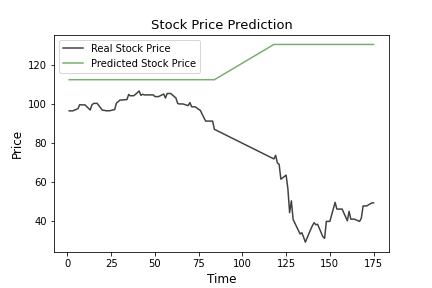 Stock Price Prediction
Real Stock Price
Predicted Stock Price
120
100
80
60
40
Price
0 25 50 75 100 125 150 175
Time